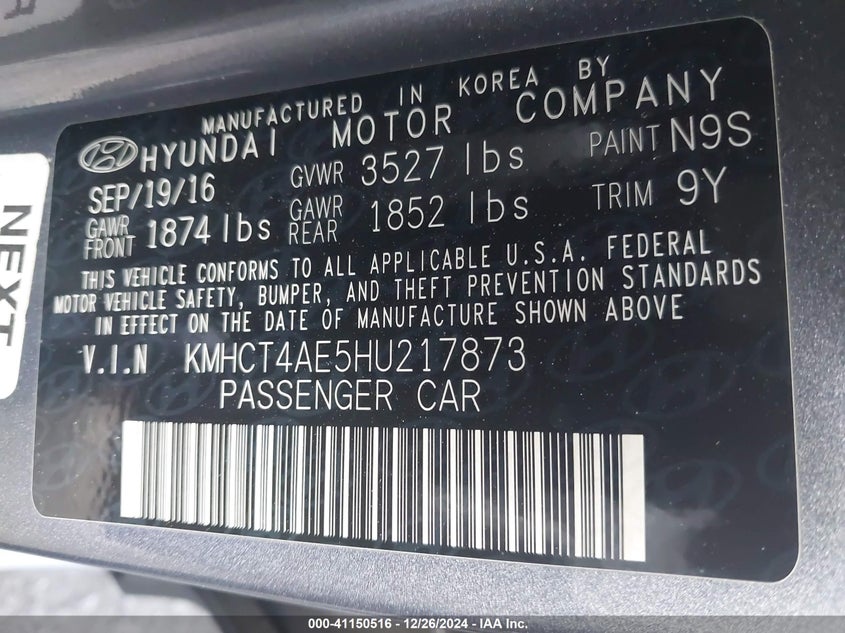 MANUFACTURED IN KOREA BY
HYUNDAI MOTOR COMPANY
SEP/19/16 GVWR 3527 lbs PAINT N9S
GAWR FRONT 1874 lbs GAWR REAR 1852 lbs TRIM 9Y
THIS VEHICLE CONFORMS TO ALL APPLICABLE U.S.A. FEDERAL
MOTOR VEHICLE SAFETY, BUMPER, AND THEFT PREVENTION STANDARDS
IN EFFECT ON THE DATE OF MANUFACTURE SHOWN ABOVE
V.I.N KMHCT4AE5HU217873
PASSENGER CAR
NEXT
000-41150516 - 12/26/2024 - IAA Inc.